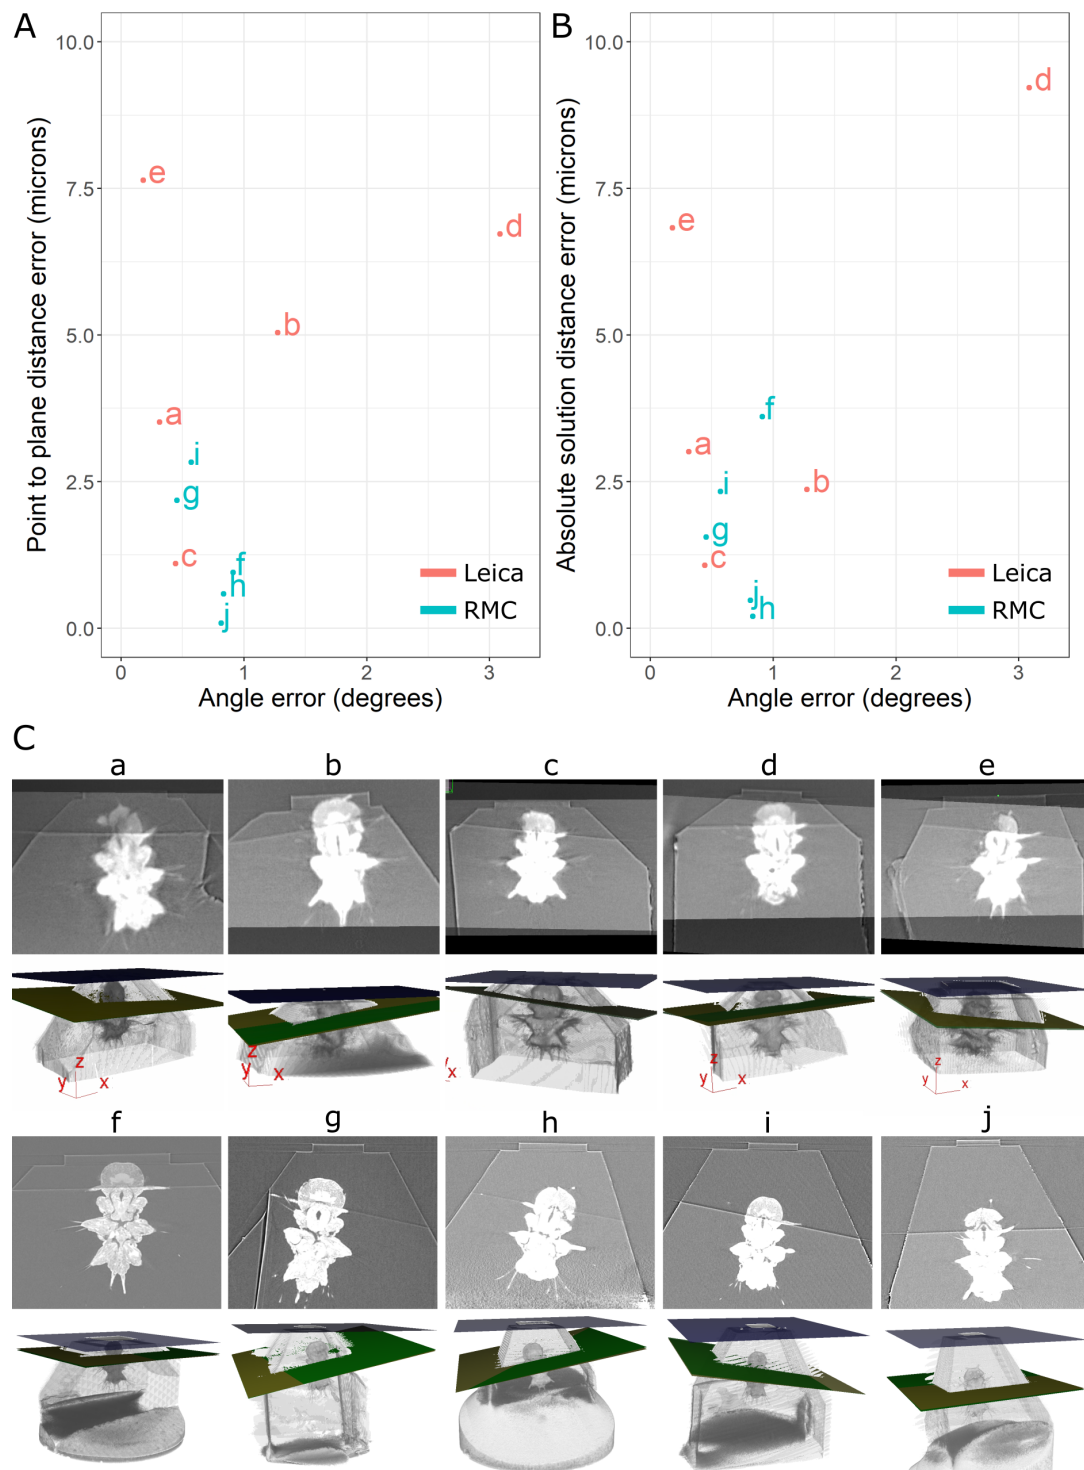 A
B
Point to plane distance error (microns)
10.0
7.5
5.0
2.5
0.0
e
d
b
a
i
g
c
f
h
j
Leica
RMC
0 1 2 3
Angle error (degrees)
Absolute solution distance error (microns)
10.0
7.5
5.0
2.5
0.0
d
e
f
a
b
i
g
c
j
h
Leica
RMC
0 1 2 3
Angle error (degrees)
C
a b c d e
z y x
z y x
y x
z y x
z y x
f g h i j